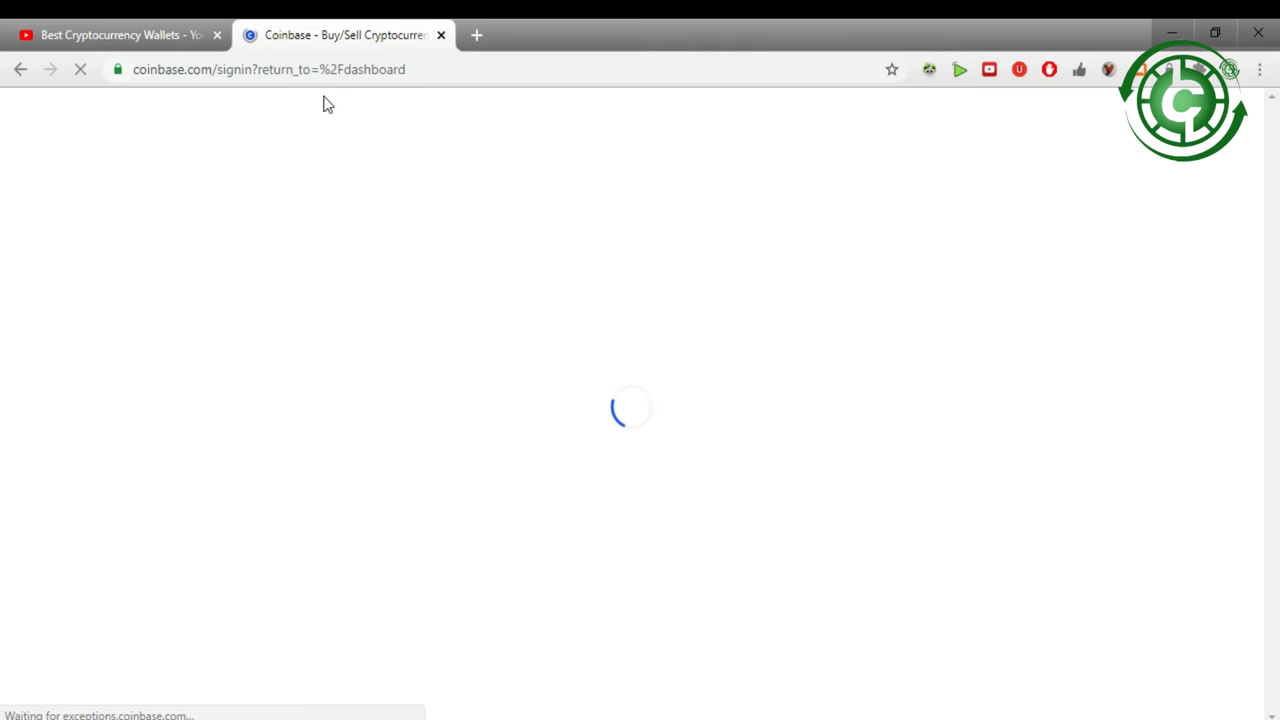 Best Cryptocurrency Wallets - Yo
Coinbase - Buy/Sell Cryptocurren
coinbase.com/signin?return_to=%2Fdashboard
Waiting for exceptions.coinbase.com...